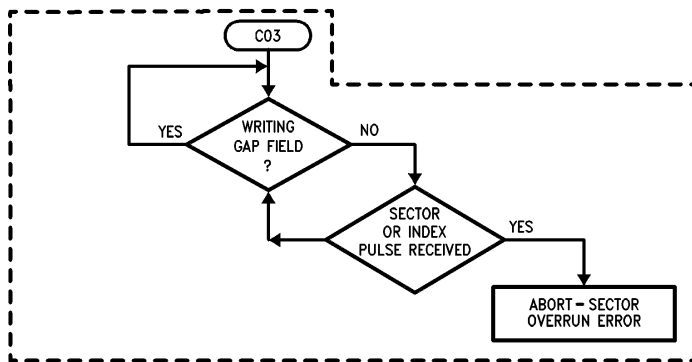 C03
WRITING
GAP FIELD
?
YES
NO
SECTOR
OR INDEX
PULSE RECEIVED
YES
ABORT – SECTOR
OVERRUN ERROR